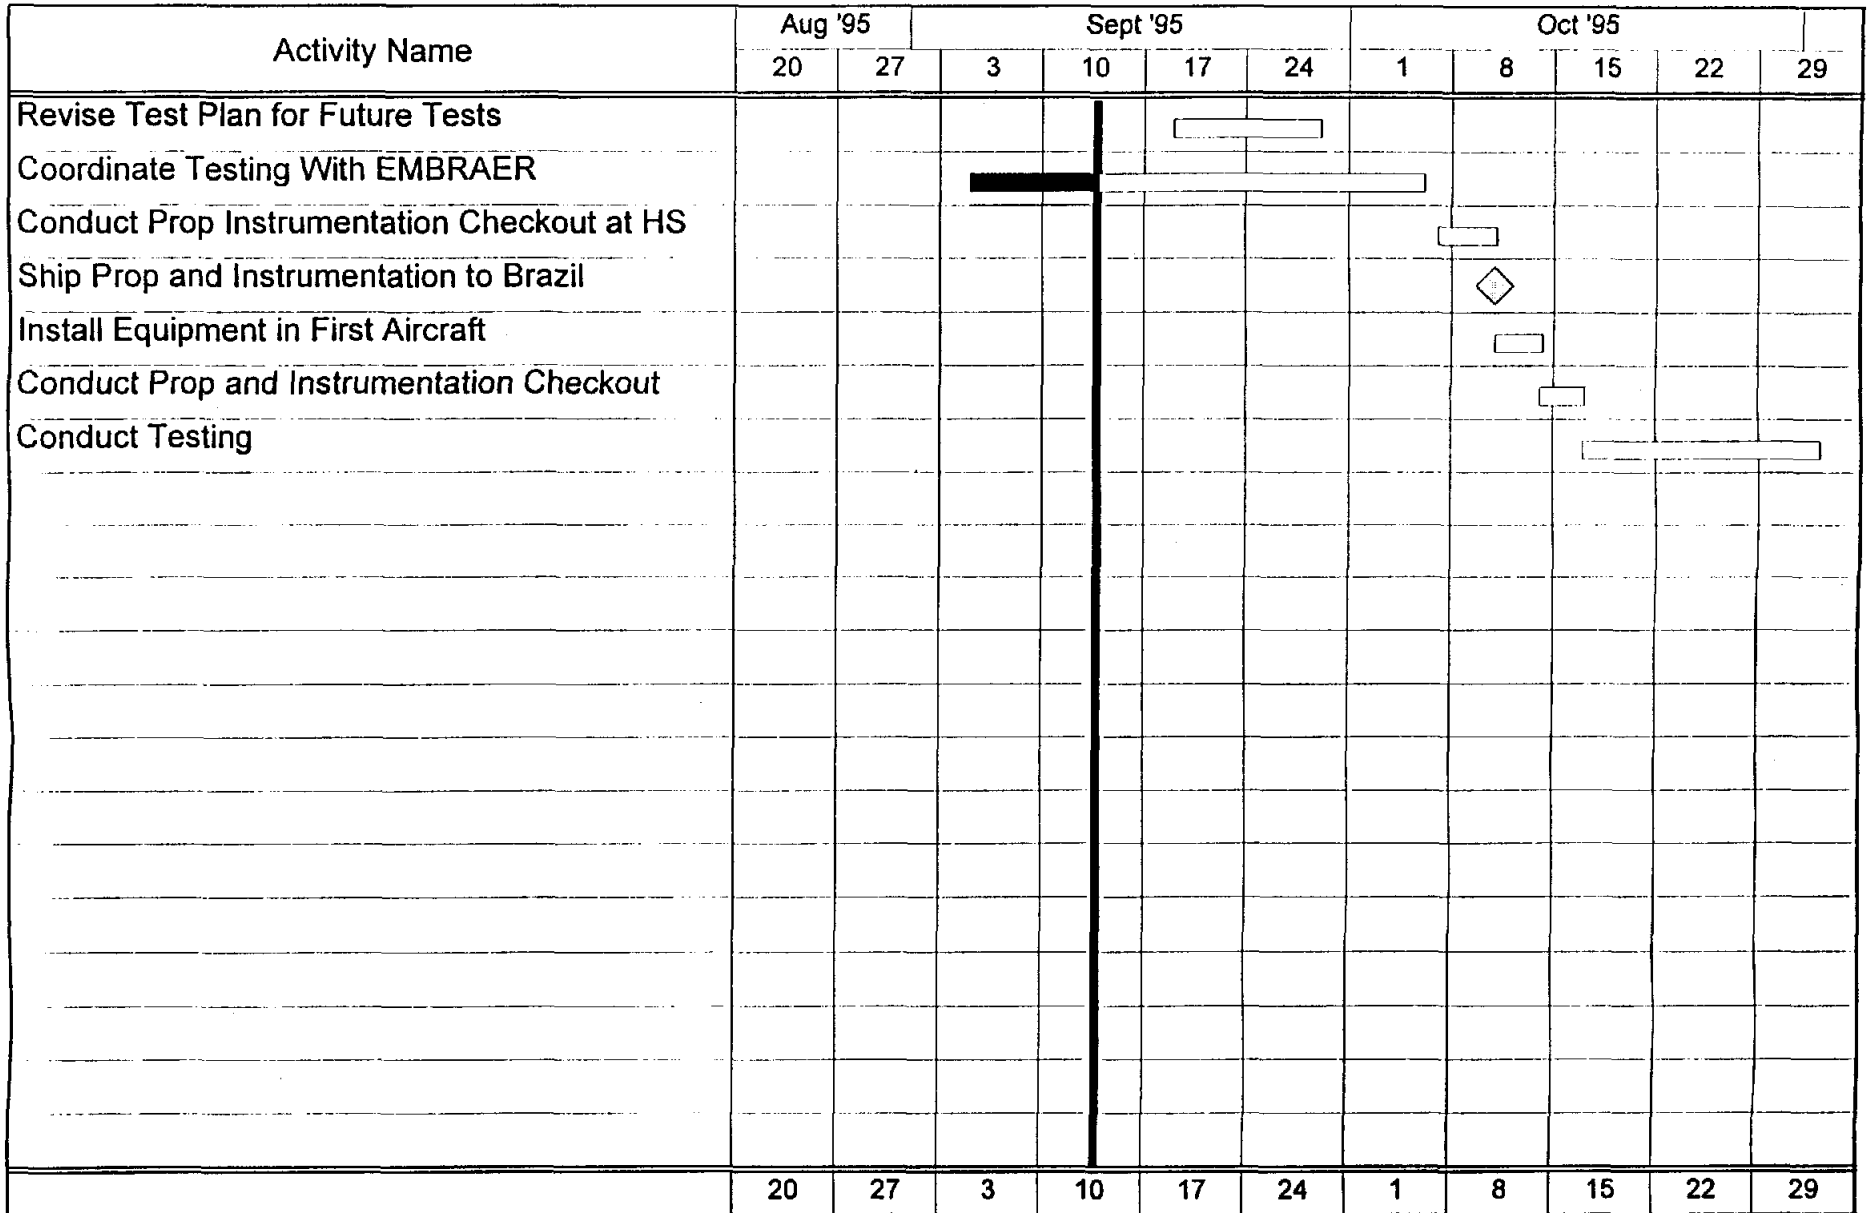 Activity Name
Aug '95 Sept '95 Oct '95
20 27 3 10 17 24 1 8 15 22 29
Revise Test Plan for Future Tests
Coordinate Testing With EMBRAER
Conduct Prop Instrumentation Checkout at HS
Ship Prop and Instrumentation to Brazil
Install Equipment in First Aircraft
Conduct Prop and Instrumentation Checkout
Conduct Testing
20 27 3 10 17 24 1 8 15 22 29